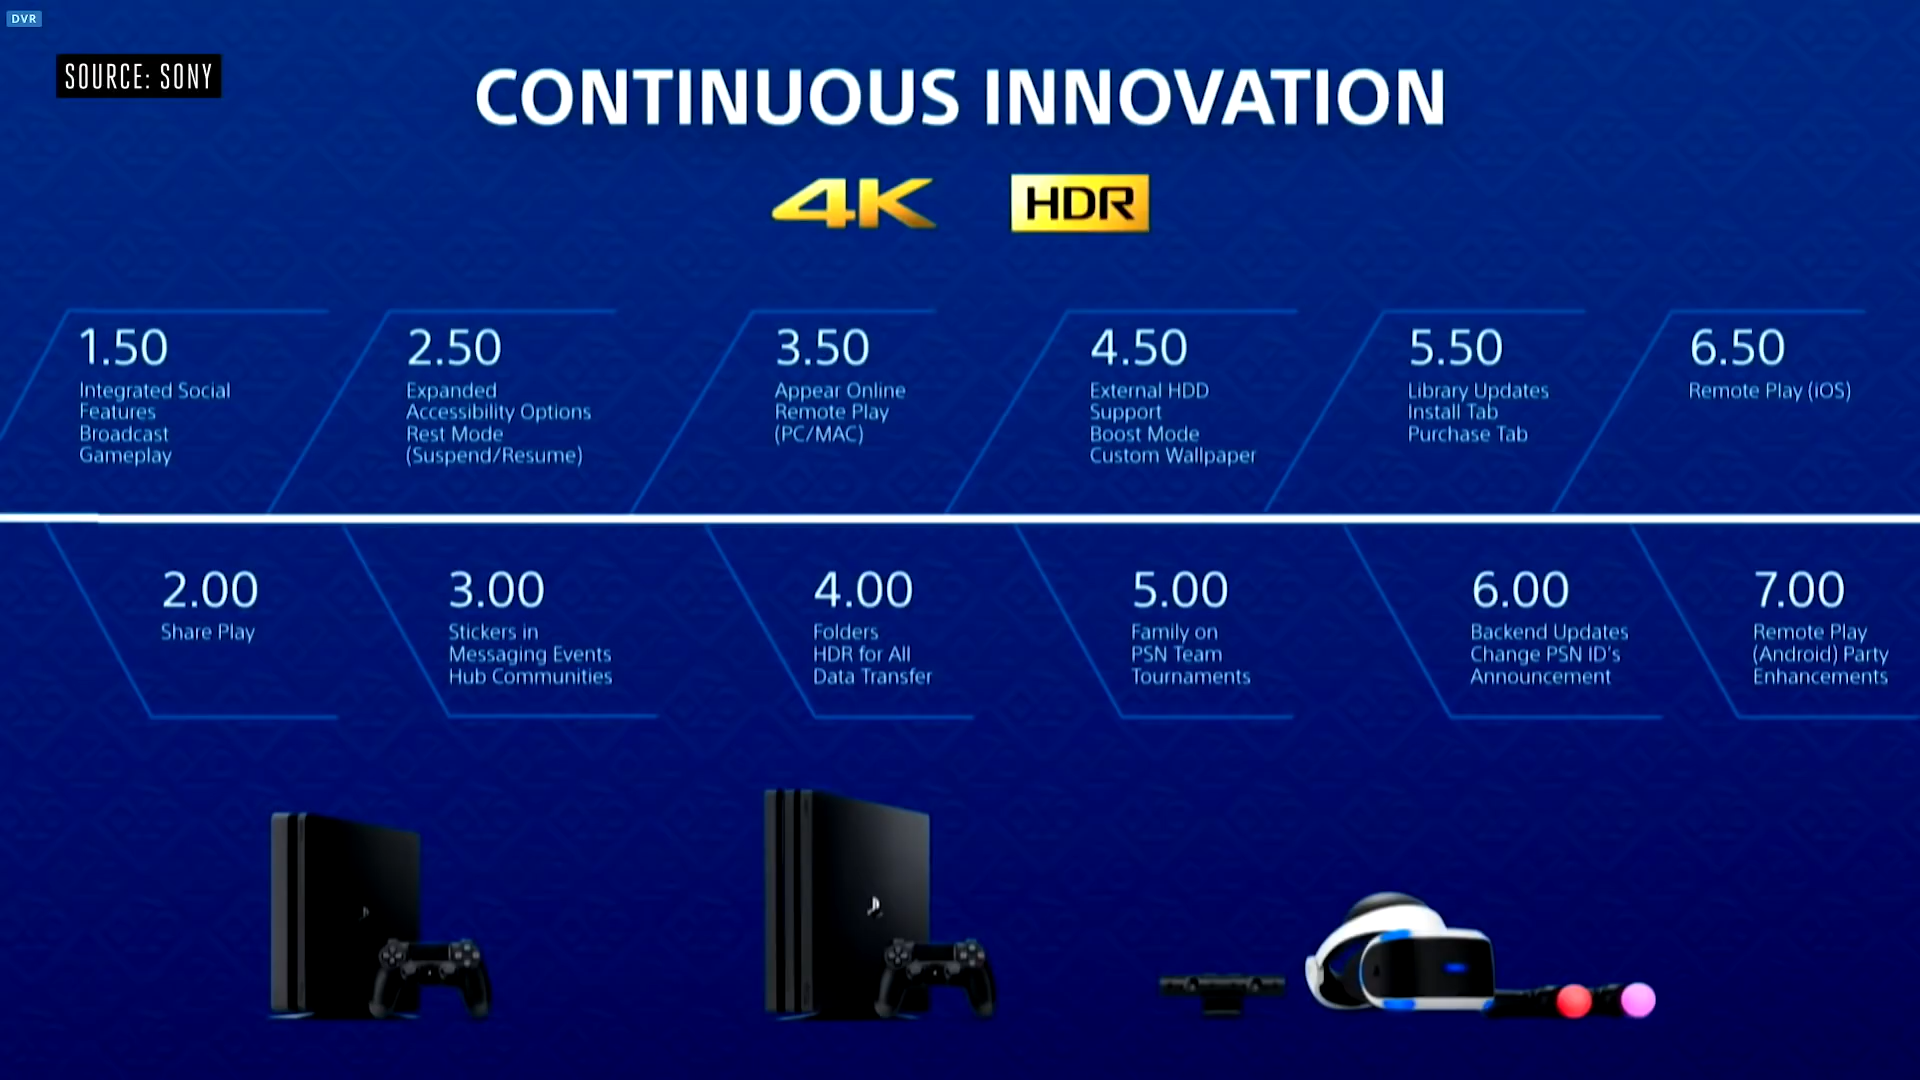 DVR
SOURCE: SONY
CONTINUOUS INNOVATION
4K
HDR
1.50
Integrated Social
Features
Broadcast
Gameplay
2.50
Expanded
Accessibility Options
Rest Mode
(Suspend/Resume)
3.50
Appear Online
Remote Play
(PC/MAC)
4.50
External HDD
Support
Boost Mode
Custom Wallpaper
5.50
Library Updates
Install Tab
Purchase Tab
6.50
Remote Play (iOS)
2.00
Share Play
3.00
Stickers in
Messaging Events
Hub Communities
4.00
Folders
HDR for All
Data Transfer
5.00
Family on
PSN Team
Tournaments
6.00
Backend Updates
Change PSN ID's
Announcement
7.00
Remote Play
(Android) Party
Enhancements